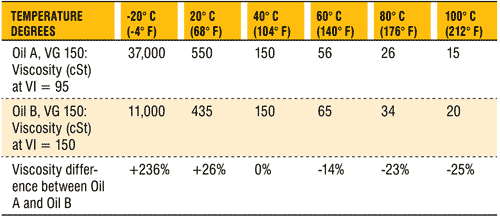 TEMPERATURE -20° C 20° C 40° C 60° C 80° C 100° C
DEGREES (-4° F) (68° F) (104° F) (140° F) (176° F) (212° F)
Oil A, VG 150: 37,000 550 150 56 26 15
Viscosity (cSt)
at VI = 95
Oil B, VG 150: 11,000 435 150 65 34 20
Viscosity (cSt)
at VI = 150
Viscosity differ- +236% +26% 0% -14% -23% -25%
ence between Oil
A and Oil B